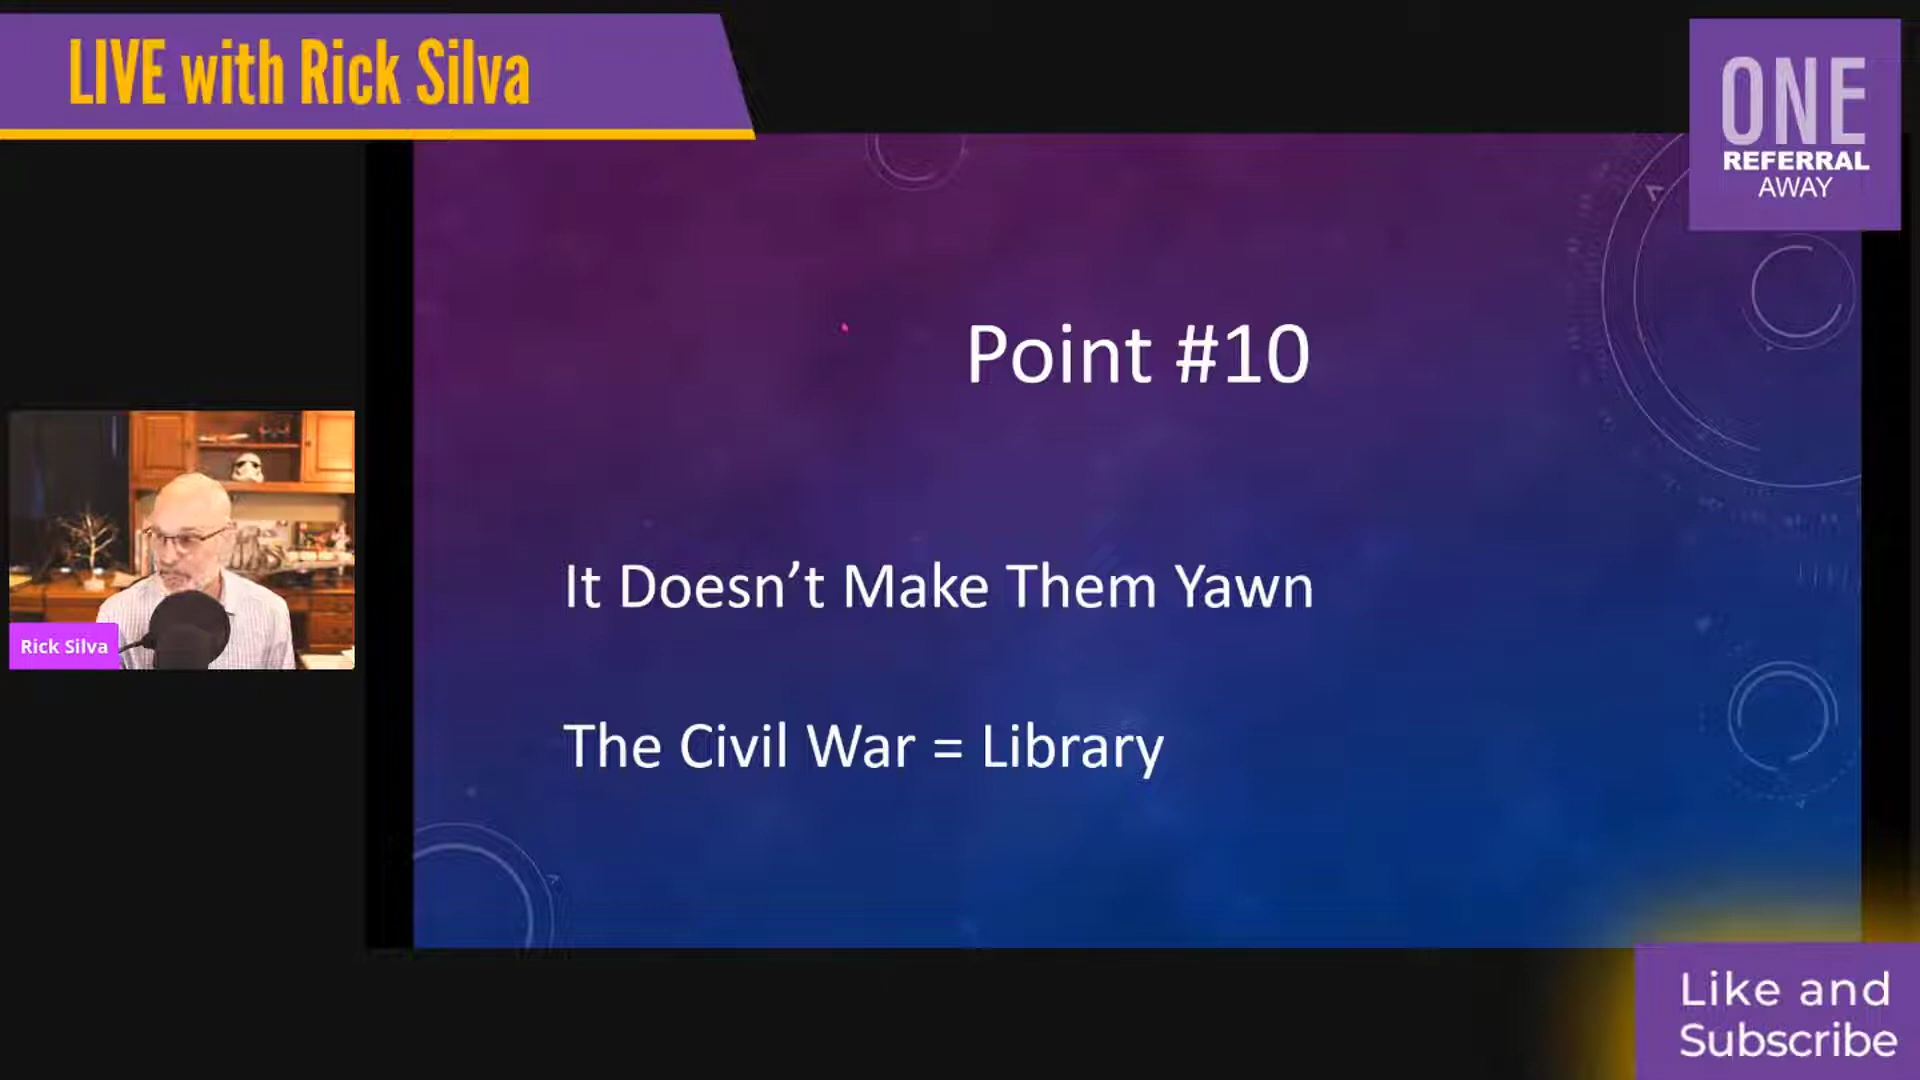 LIVE with Rick Silva
ONE
REFERRAL
AWAY
Point #10
It Doesn’t Make Them Yawn
The Civil War = Library
Rick Silva
Like and
Subscribe